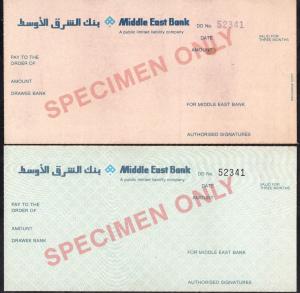 بنك الشرق الأوسط Middle East Bank DD No. 52341
A public limited liability company
DATE VALID FOR
THREE MONTHS
PAY TO THE
ORDER OF
AMOUNT
SPECIMEN ONLY
AMOUNT
DRAWEE BANK
FOR MIDDLE EAST BANK
AUTHORISED SIGNATURES
بنك الشرق الأوسط Middle East Bank DD No. 52341
A public limited liability company
DATE VALID FOR
THREE MONTHS
PAY TO THE
ORDER OF
AMOUNT
SPECIMEN ONLY
AMOUNT
DRAWEE BANK
FOR MIDDLE EAST BANK
AUTHORISED SIGNATURES